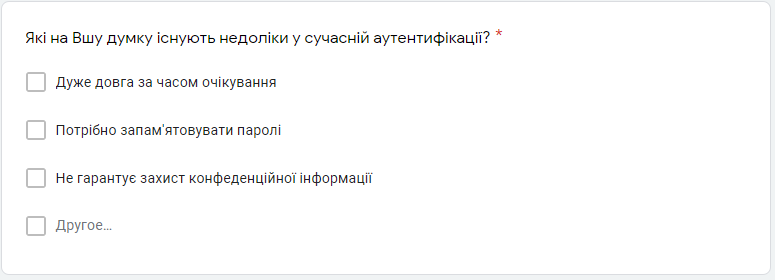 Які на Вшу думку існують недоліки у сучасній аутентифікації? *
Дуже довга за часом очікування
Потрібно запам'ятовувати паролі
Не гарантує захист конфеденційної інформації
Другое…